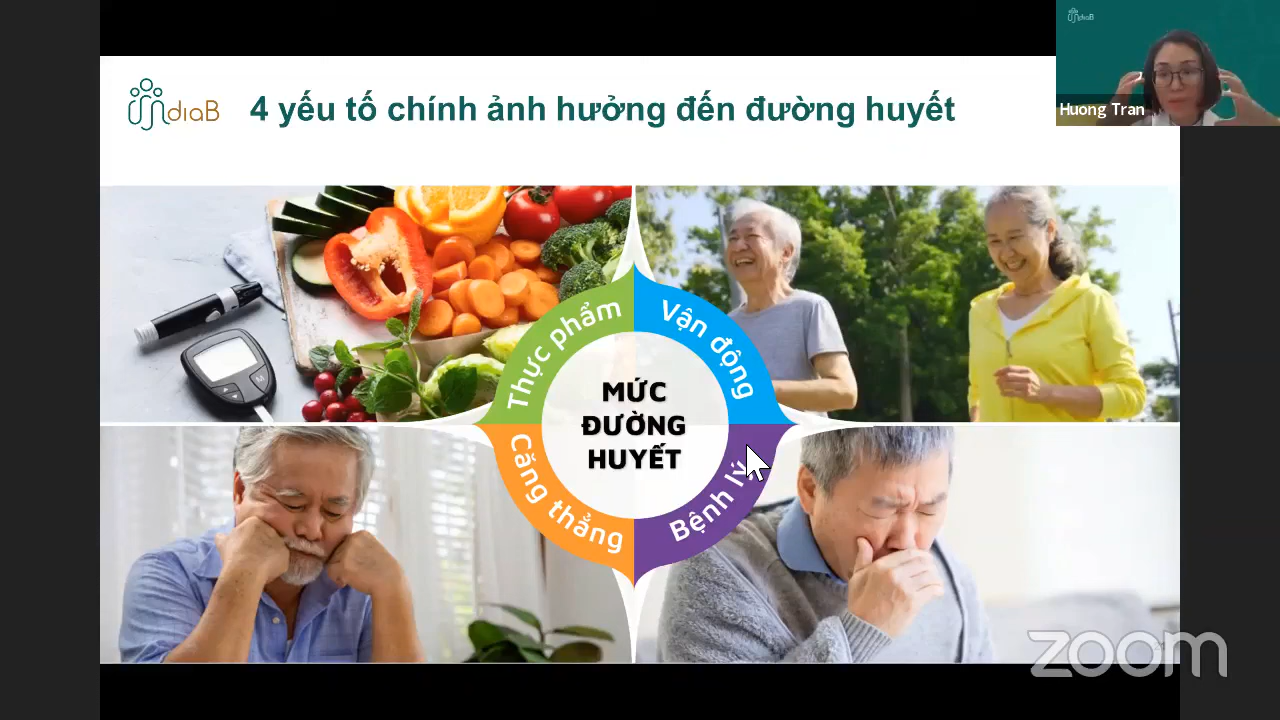 diaB
4 yếu tố chính ảnh hưởng đến đường huyết
diaB
Huong Tran
Thực phẩm
Vận động
MỨC
ĐƯỜNG
HUYẾT
Căng thẳng
Bệnh lý
M
zoom